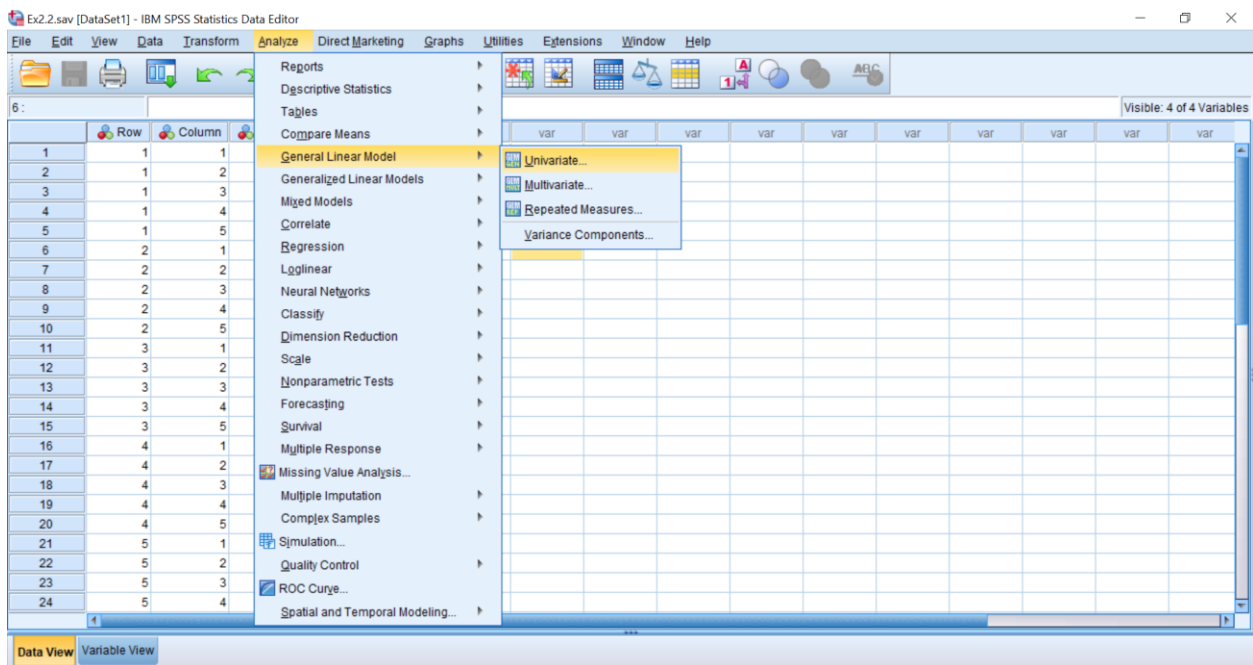 Ex2.2.sav [DataSet1] - IBM SPSS Statistics Data Editor
File Edit View Data Transform Analyze Direct Marketing Graphs Utilities Extensions Window Help
6 :
Visible: 4 of 4 Variables
Row Column var var var var var var var var var var
1 1 1
2 1 2
3 1 3
4 1 4
5 1 5
6 2 1
7 2 2
8 2 3
9 2 4
10 2 5
11 3 1
12 3 2
13 3 3
14 3 4
15 3 5
16 4 1
17 4 2
18 4 3
19 4 4
20 4 5
21 5 1
22 5 2
23 5 3
24 5 4
Reports
Descriptive Statistics
Tables
Compare Means
General Linear Model
Generalized Linear Models
Mixed Models
Correlate
Regression
Loglinear
Neural Networks
Classify
Dimension Reduction
Scale
Nonparametric Tests
Forecasting
Survival
Multiple Response
Missing Value Analysis...
Multiple Imputation
Complex Samples
Simulation...
Quality Control
ROC Curve...
Spatial and Temporal Modeling...
Univariate...
Multivariate...
Repeated Measures...
Variance Components...
Data View Variable View